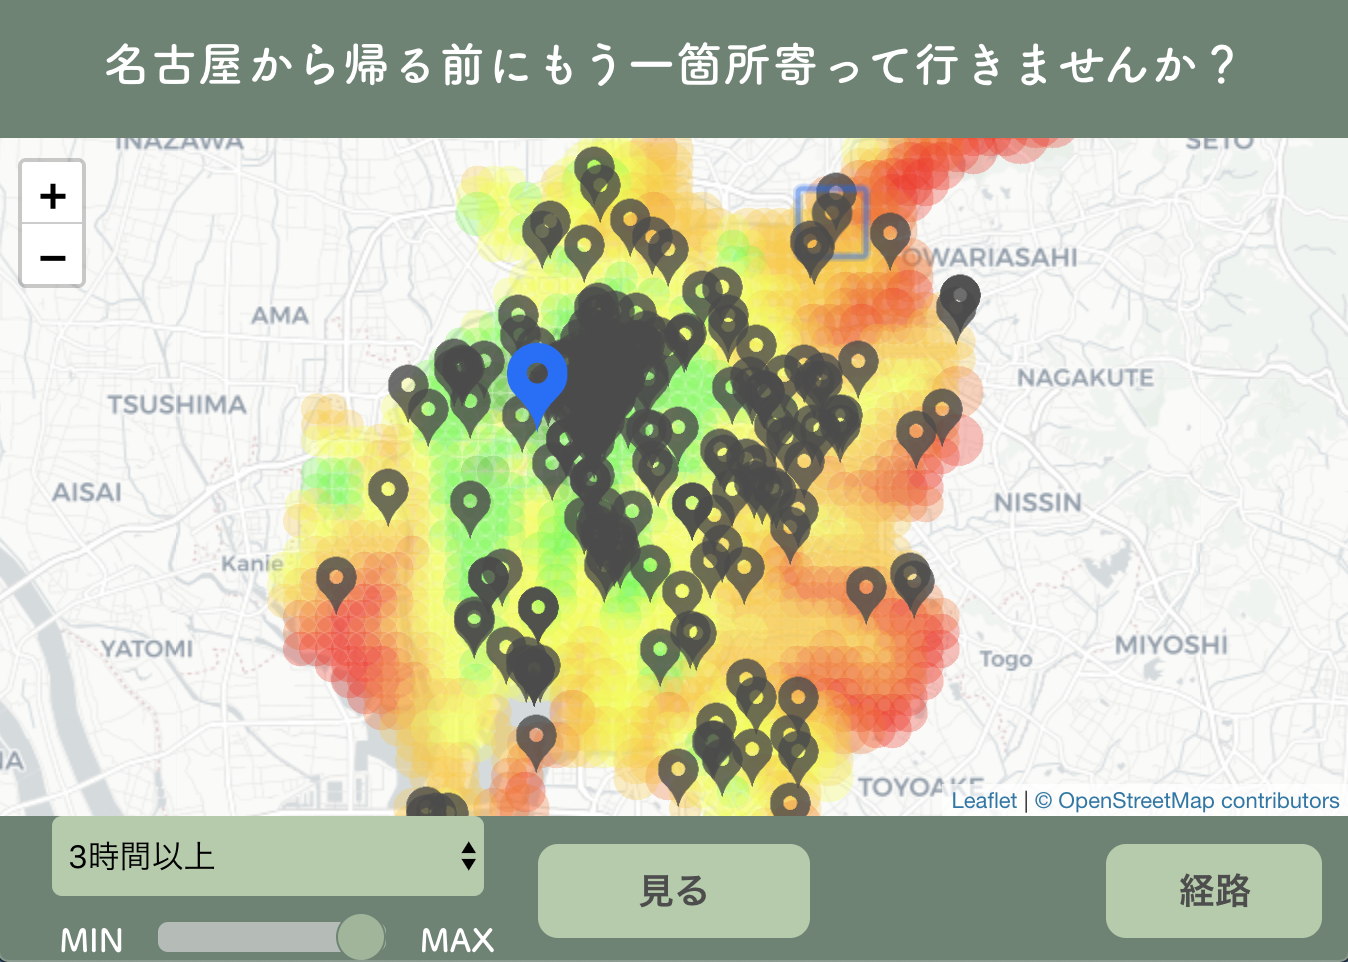 名古屋から帰る前にもう一箇所寄って行きませんか？
INAZAWA
SETO
+
−
OWARIASAHI
AMA
NAGAKUTE
TSUSHIMA
AISAI
NISSIN
Kanie
YATOMI
MIYOSHI
Togo
TOYOAKE
Leaflet | © OpenStreetMap contributors
3時間以上
見る
経路
MIN
MAX